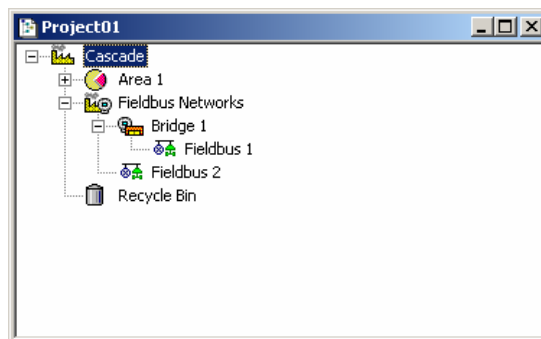 Project01
Cascade
Area 1
Fieldbus Networks
Bridge 1
Fieldbus 1
Fieldbus 2
Recycle Bin